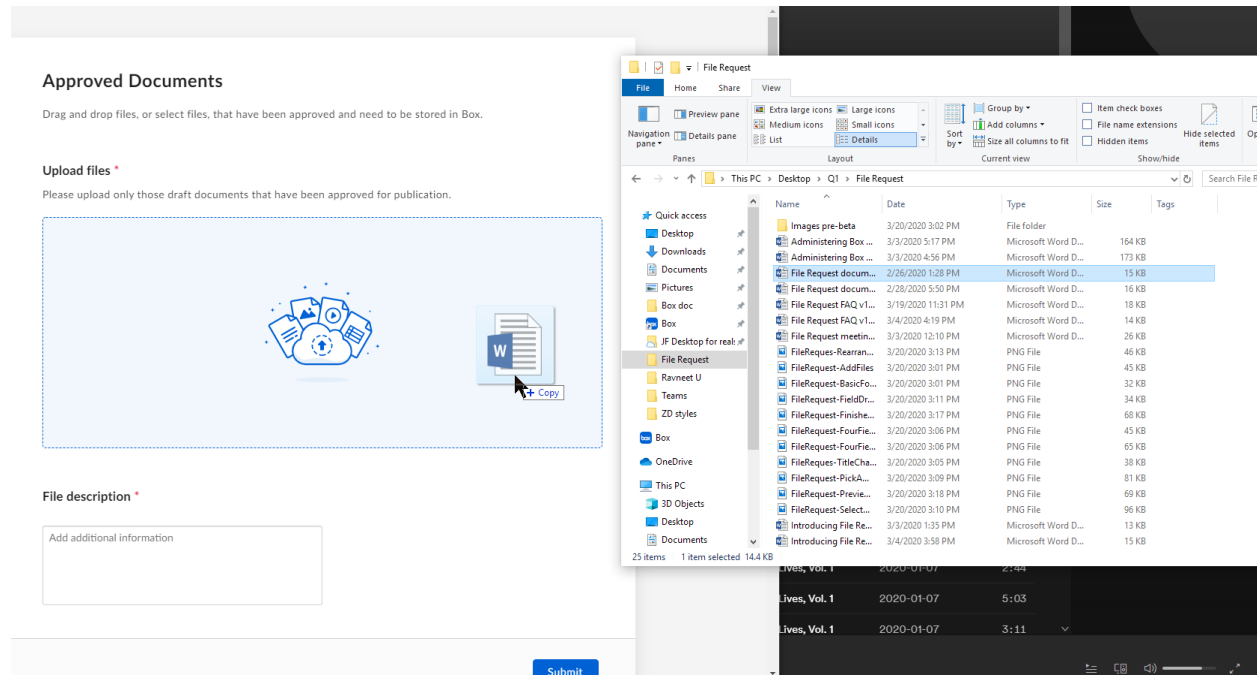 Approved Documents
Drag and drop files, or select files, that have been approved and need to be stored in Box.
Upload files *
Please upload only those draft documents that have been approved for publication.
W
+ Copy
File description *
Add additional information
Submit
File Request
File Home Share View
Navigation pane
Preview pane
Details pane
Panes
Extra large icons Large icons
Medium icons Small icons
List Details
Layout
Sort by
Group by
Add columns
Size all columns to fit
Current view
Item check boxes
File name extensions
Hidden items
Hide selected items
Show/hide
This PC > Desktop > Q1 > File Request
Search File R
Quick access
Desktop
Downloads
Documents
Pictures
Box doc
Box
JF Desktop for real:
File Request
Ravneet U
Teams
ZD styles
Box
OneDrive
This PC
3D Objects
Desktop
Documents
Name Date Type Size Tags
Images pre-beta 3/20/2020 3:02 PM File folder
Administering Box ... 3/3/2020 5:17 PM Microsoft Word D... 164 KB
Administering Box ... 3/3/2020 4:56 PM Microsoft Word D... 173 KB
File Request docum... 2/26/2020 1:28 PM Microsoft Word D... 15 KB
File Request docum... 2/28/2020 5:50 PM Microsoft Word D... 16 KB
File Request FAQ v1... 3/19/2020 11:31 PM Microsoft Word D... 18 KB
File Request FAQ v1... 3/4/2020 4:19 PM Microsoft Word D... 14 KB
File Request meetin... 3/3/2020 12:10 PM Microsoft Word D... 26 KB
FileReques-Rearran... 3/20/2020 3:13 PM PNG File 46 KB
FileRequest-AddFiles 3/20/2020 3:01 PM PNG File 45 KB
FileRequest-BasicFo... 3/20/2020 3:01 PM PNG File 32 KB
FileRequest-FieldDr... 3/20/2020 3:11 PM PNG File 34 KB
FileRequest-Finishe... 3/20/2020 3:17 PM PNG File 68 KB
FileRequest-FourFie... 3/20/2020 3:06 PM PNG File 45 KB
FileRequest-FourFie... 3/20/2020 3:06 PM PNG File 65 KB
FileReques-TitleCha... 3/20/2020 3:05 PM PNG File 38 KB
FileRequest-PickA... 3/20/2020 3:09 PM PNG File 81 KB
FileRequest-Previe... 3/20/2020 3:18 PM PNG File 69 KB
FileRequest-Select... 3/20/2020 3:10 PM PNG File 96 KB
Introducing File Re... 3/3/2020 1:35 PM Microsoft Word D... 13 KB
Introducing File Re... 3/4/2020 3:58 PM Microsoft Word D... 15 KB
25 items 1 item selected 14.4 KB
Lives, Vol. 1 2020-01-07 2:44
Lives, Vol. 1 2020-01-07 5:03
Lives, Vol. 1 2020-01-07 3:11